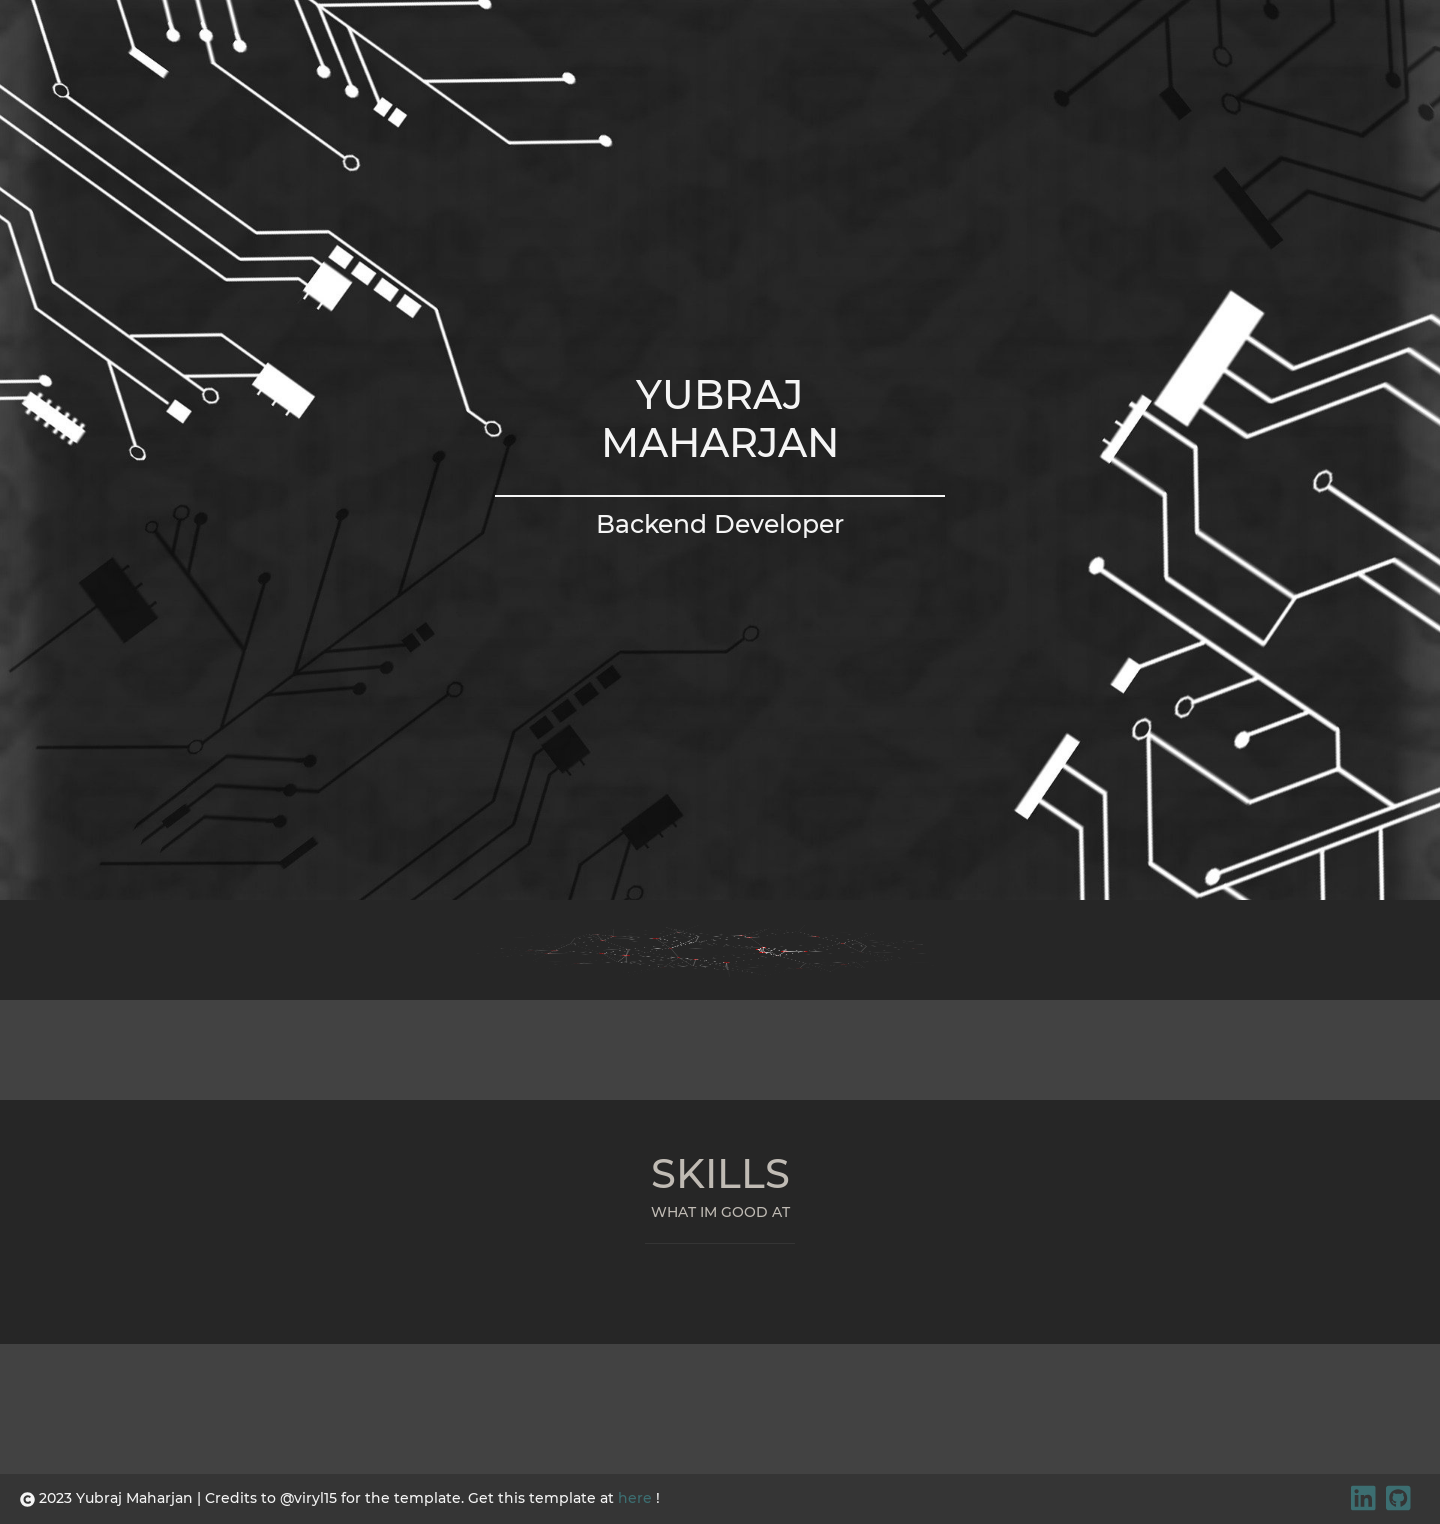 YUBRAJ
MAHARJAN
Backend Developer
SKILLS
WHAT IM GOOD AT
2023 Yubraj Maharjan | Credits to @viryl15 for the template. Get this template at here !